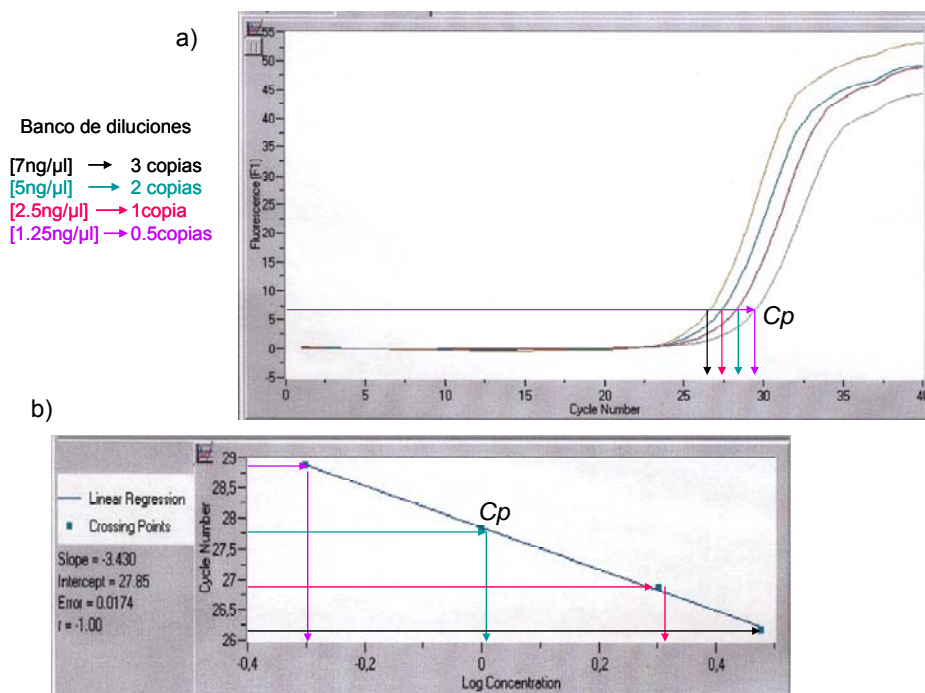 a)
Banco de diluciones
[7ng/µl] → 3 copias
[5ng/µl] → 2 copias
[2.5ng/µl] → 1copia
[1.25ng/µl] → 0.5copias
55
50
45
40
35
30
25
20
15
10
5
0
-5
Fluorescence [F1]
Cp
0 5 10 15 20 25 30 35 40
Cycle Number
b)
Linear Regression
Crossing Points
Slope = -3.430
Intercept = 27.85
Error = 0.0174
r = -1.00
29
28,5
28
27,5
27
26,5
26
Cycle Number
Cp
-0,4 -0,2 0 0,2 0,4
Log Concentration